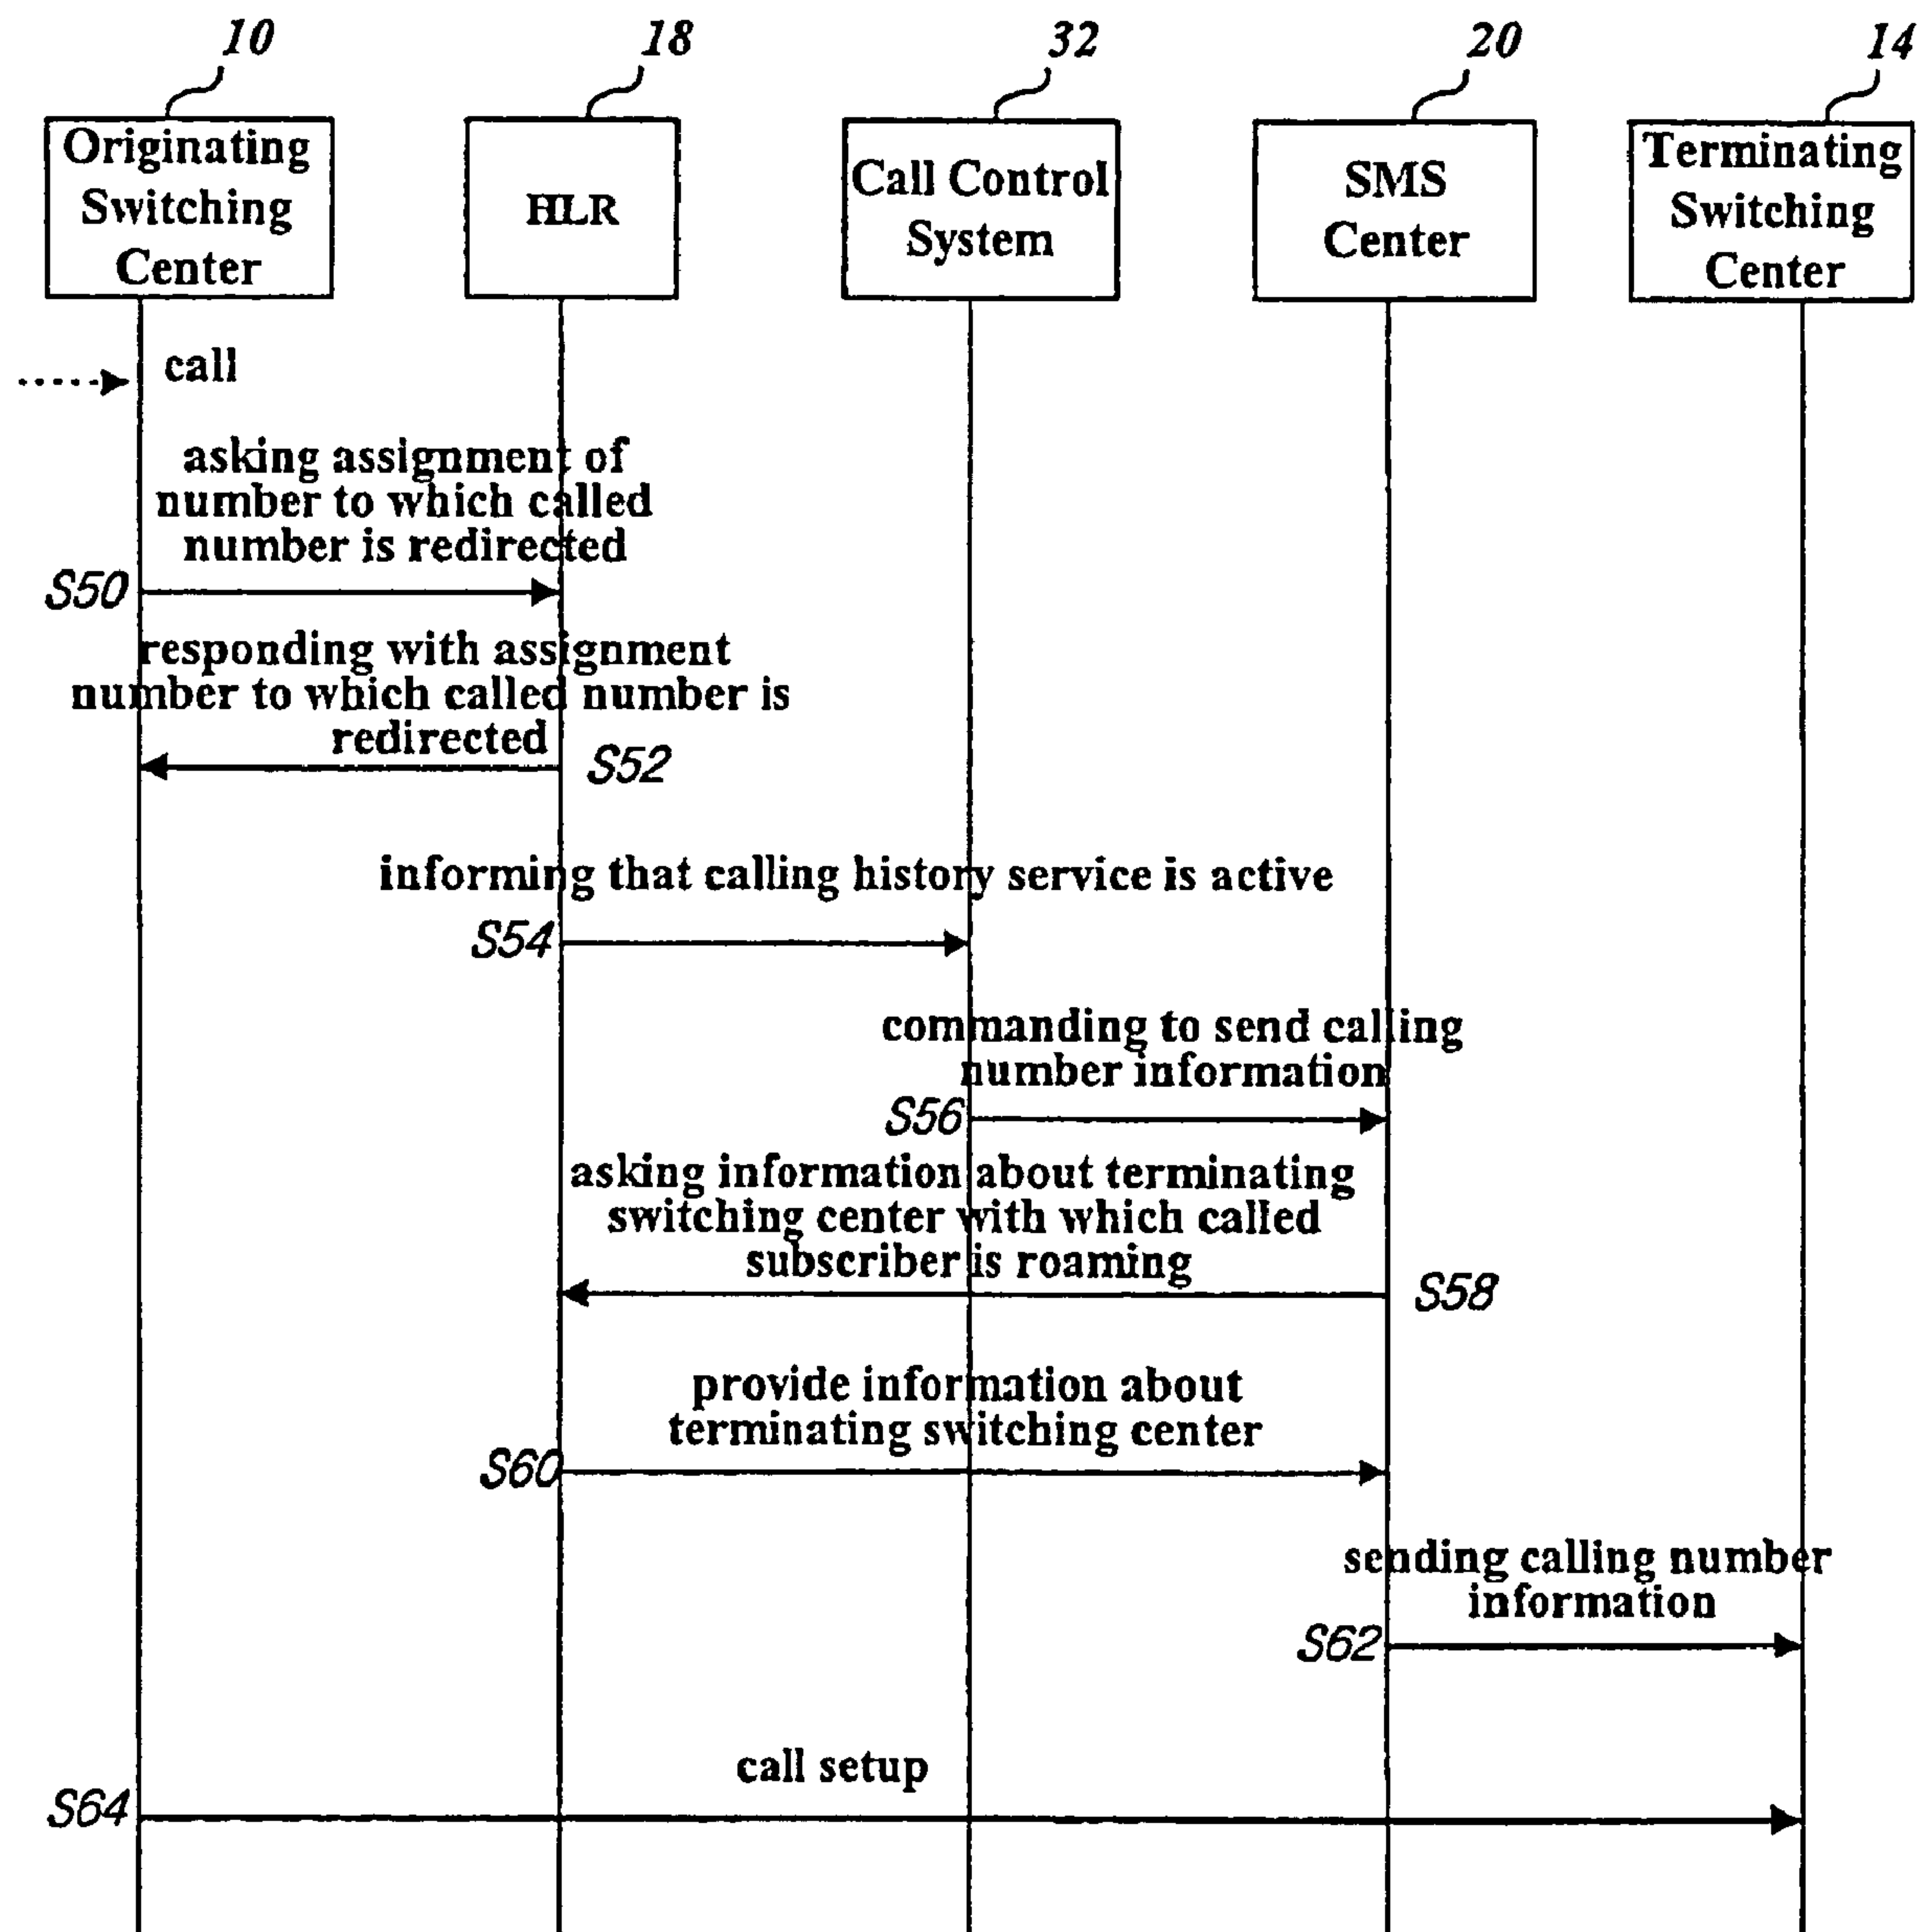 10
18
32
20
14
Originating
Switching
Center
HLR
Call Control
System
SMS
Center
Terminating
Switching
Center
call
asking assignment of
number to which called
number is redirected
S50
responding with assignment
number to which called number is
redirected
S52
informing that calling history service is active
S54
commanding to send calling
number information
S56
asking information about terminating
switching center with which called
subscriber is roaming
S58
provide information about
terminating switching center
S60
sending calling number
information
S62
call setup
S64